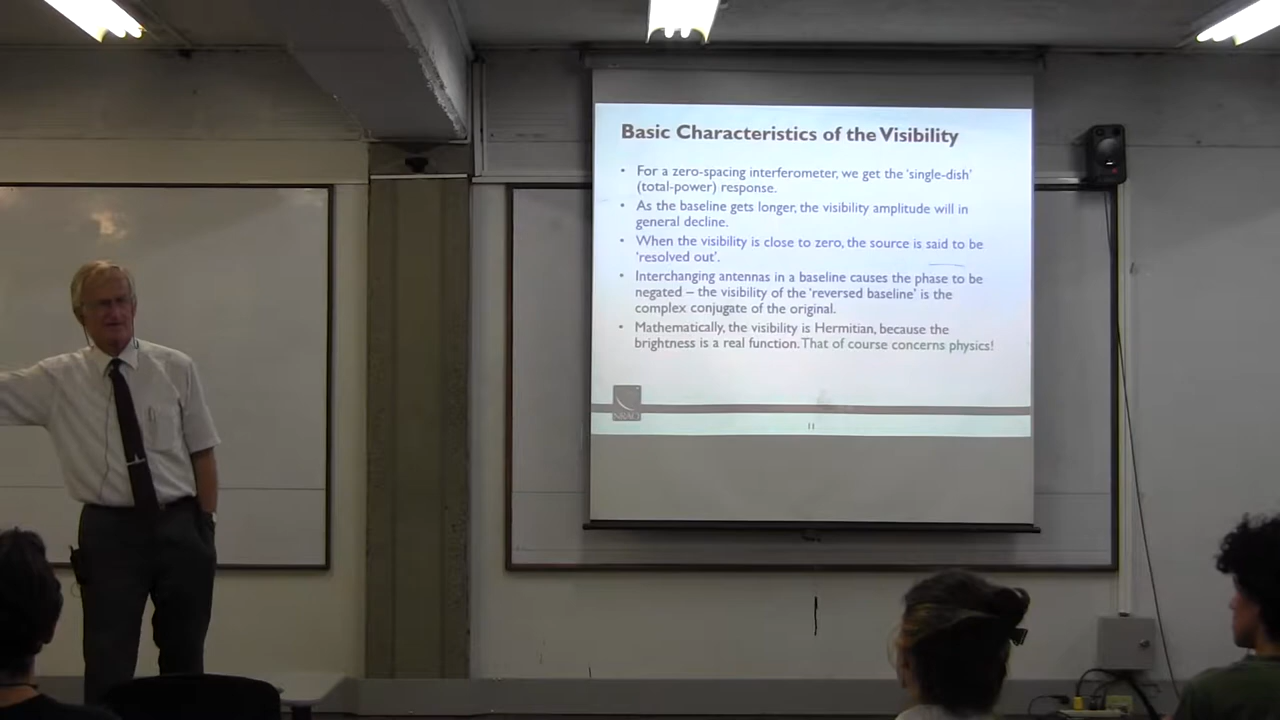 Basic Characteristics of the Visibility
• For a zero-spacing interferometer, we get the 'single-dish'
(total-power) response.
• As the baseline gets longer, the visibility amplitude will in
general decline.
• When the visibility is close to zero, the source is said to be
'resolved out'.
• Interchanging antennas in a baseline causes the phase to be
negated – the visibility of the 'reversed baseline' is the
complex conjugate of the original.
• Mathematically, the visibility is Hermitian, because the
brightness is a real function. That of course concerns physics!
NRAO
11